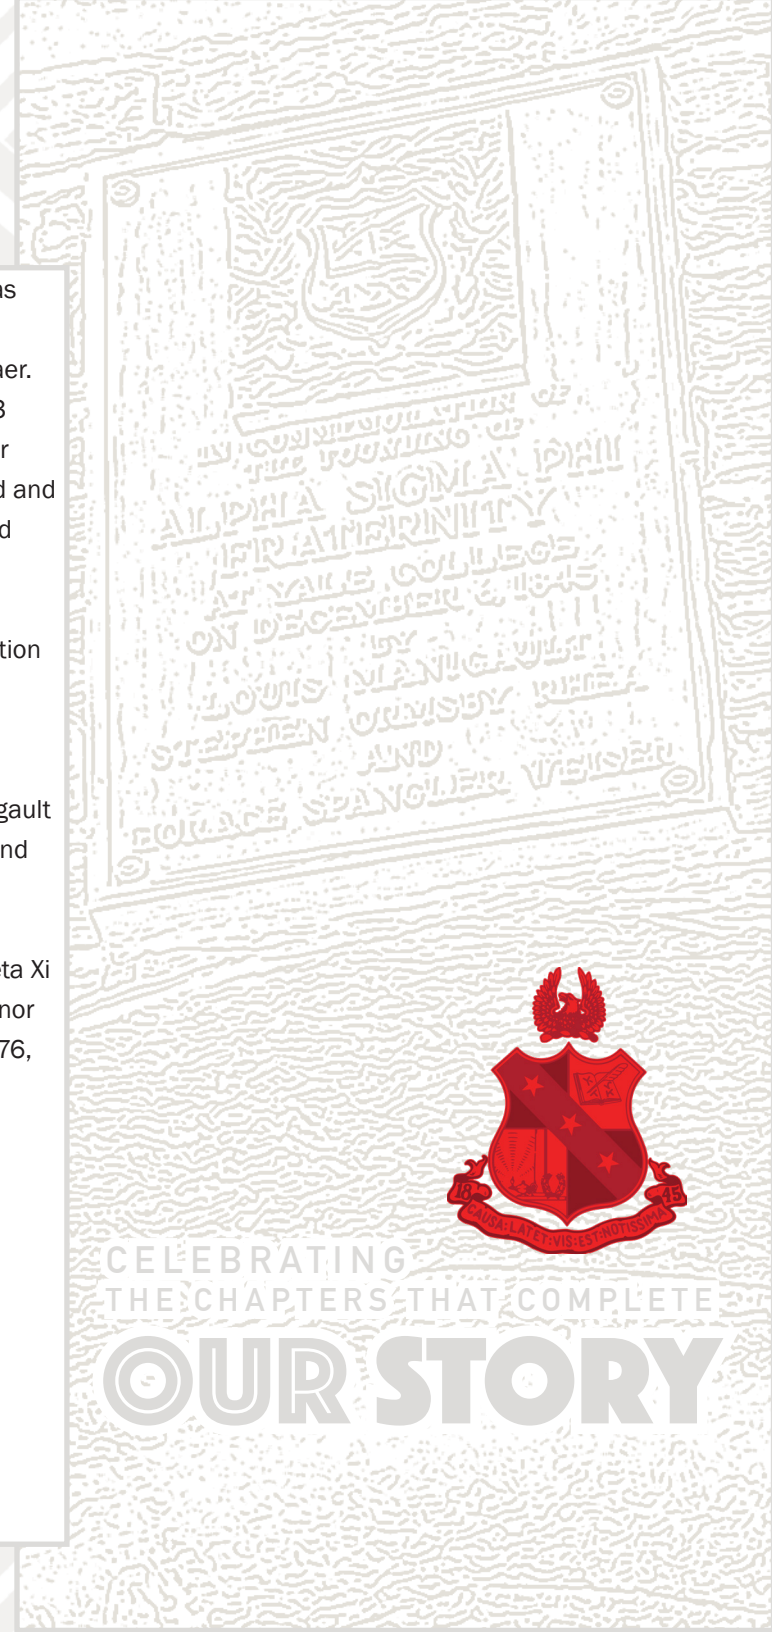 as
aer.
3
r
d and
d
tion
gault
nd
eta Xi
nor
76,
IN COMMEMORATION OF
THE FOUNDING OF
ALPHA SIGMA PHI
FRATERNITY
AT YALE COLLEGE
ON DECEMBER 6, 1845
BY
LOUIS MANIGAULT
STEPHEN ORMSBY RHEA
AND
HORACE SPANGLER WEISER
18 45
CAUSA:LATET:VIS:EST:NOTISSIMA
CELEBRATING
THE CHAPTERS THAT COMPLETE
OUR STORY